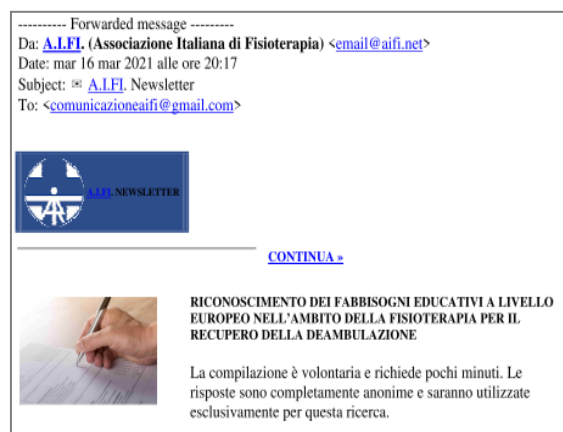 ---------- Forwarded message ---------
Da: A.I.FI. (Associazione Italiana di Fisioterapia) <email@aifi.net>
Date: mar 16 mar 2021 alle ore 20:17
Subject: ✉ A.I.FI. Newsletter
To: <comunicazioneaifi@gmail.com>
A.I.FI. NEWSLETTER
CONTINUA »
RICONOSCIMENTO DEI FABBISOGNI EDUCATIVI A LIVELLO
EUROPEO NELL’AMBITO DELLA FISIOTERAPIA PER IL
RECUPERO DELLA DEAMBULAZIONE
La compilazione è volontaria e richiede pochi minuti. Le
risposte sono completamente anonime e saranno utilizzate
esclusivamente per questa ricerca.